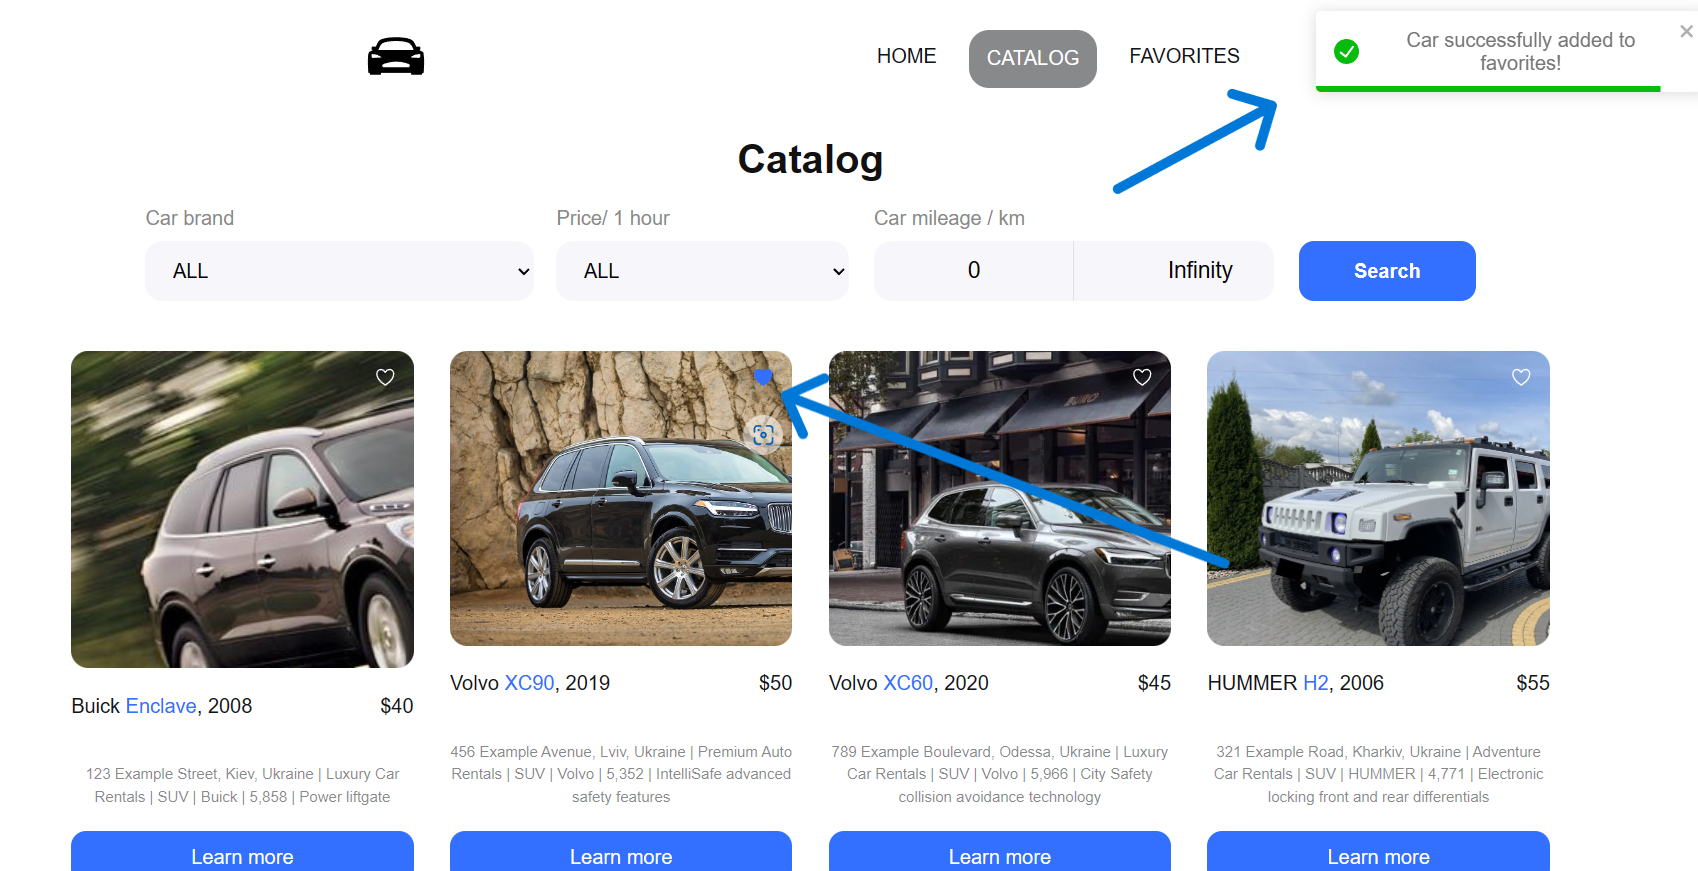 HOME
CATALOG
FAVORITES
Car successfully added to
favorites!
Catalog
Car brand
Price/ 1 hour
Car mileage / km
ALL
ALL
0
Infinity
Search
Buick Enclave, 2008
$40
123 Example Street, Kiev, Ukraine | Luxury Car
Rentals | SUV | Buick | 5,858 | Power liftgate
Learn more
Volvo XC90, 2019
$50
456 Example Avenue, Lviv, Ukraine | Premium Auto
Rentals | SUV | Volvo | 5,352 | IntelliSafe advanced
safety features
Learn more
Volvo XC60, 2020
$45
789 Example Boulevard, Odessa, Ukraine | Luxury
Car Rentals | SUV | Volvo | 5,966 | City Safety
collision avoidance technology
Learn more
HUMMER H2, 2006
$55
321 Example Road, Kharkiv, Ukraine | Adventure
Car Rentals | SUV | HUMMER | 4,771 | Electronic
locking front and rear differentials
Learn more